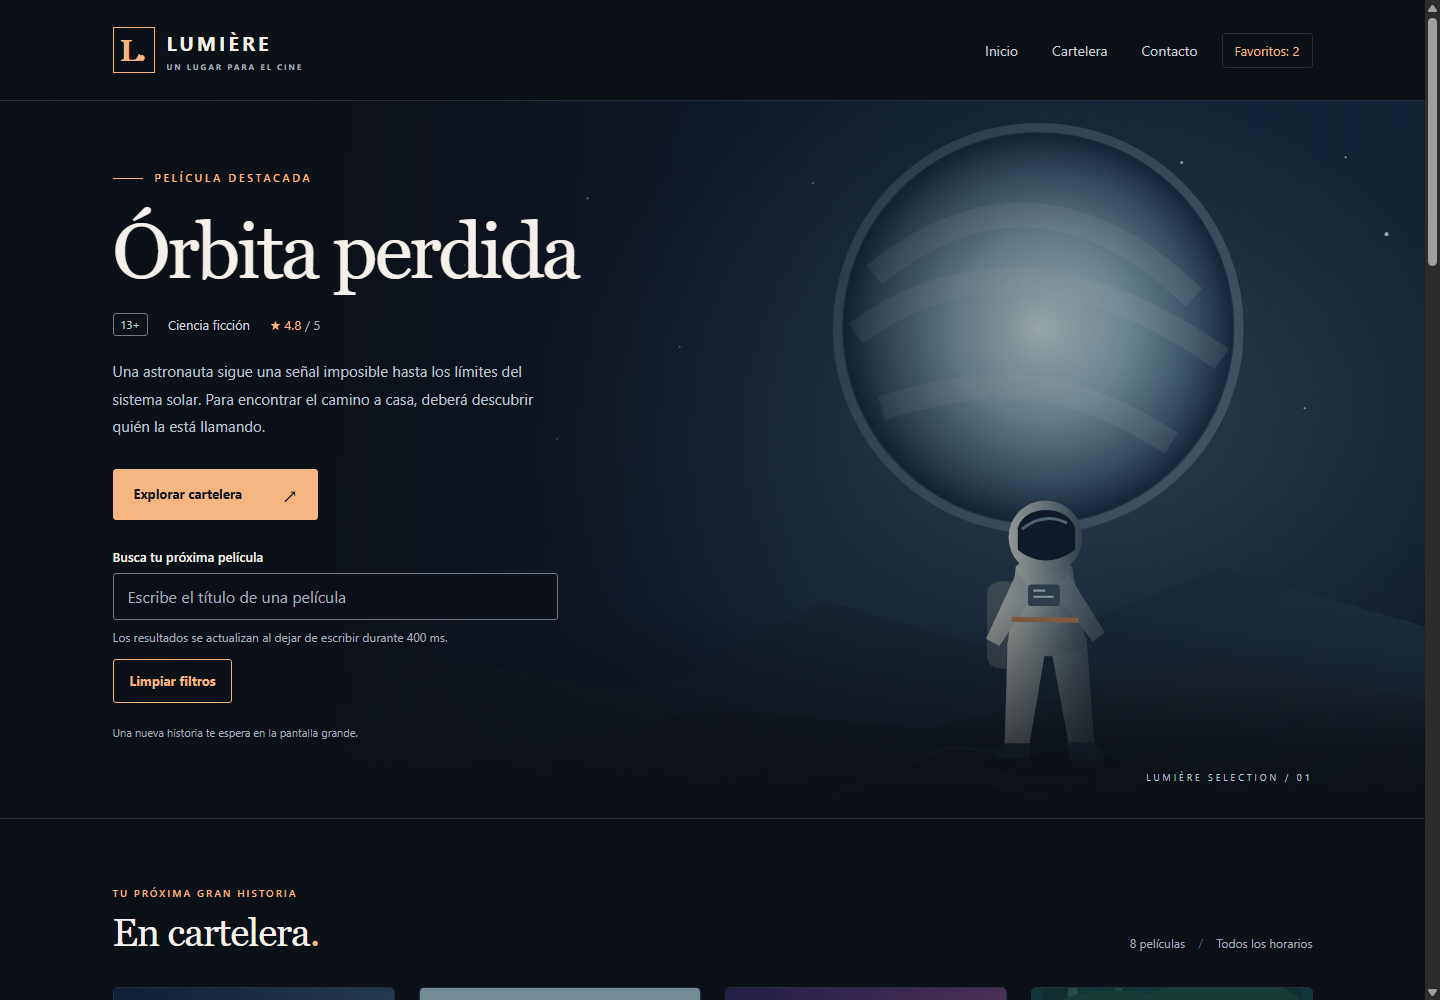 L.
LUMIÈRE
UN LUGAR PARA EL CINE
Inicio
Cartelera
Contacto
Favoritos: 2
PELÍCULA DESTACADA
Órbita perdida
13+
Ciencia ficción
★ 4.8 / 5
Una astronauta sigue una señal imposible hasta los límites del
sistema solar. Para encontrar el camino a casa, deberá descubrir
quién la está llamando.
Explorar cartelera ↗
Busca tu próxima película
Escribe el título de una película
Los resultados se actualizan al dejar de escribir durante 400 ms.
Limpiar filtros
Una nueva historia te espera en la pantalla grande.
LUMIÈRE SELECTION / 01
TU PRÓXIMA GRAN HISTORIA
En cartelera.
8 películas / Todos los horarios